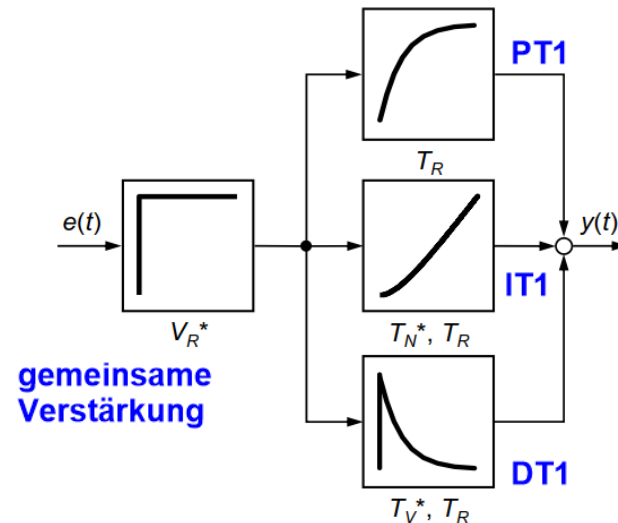 PT1
T_R
e(t)
y(t)
V_R*
IT1
T_N*, T_R
gemeinsame
Verstärkung
DT1
T_V*, T_R